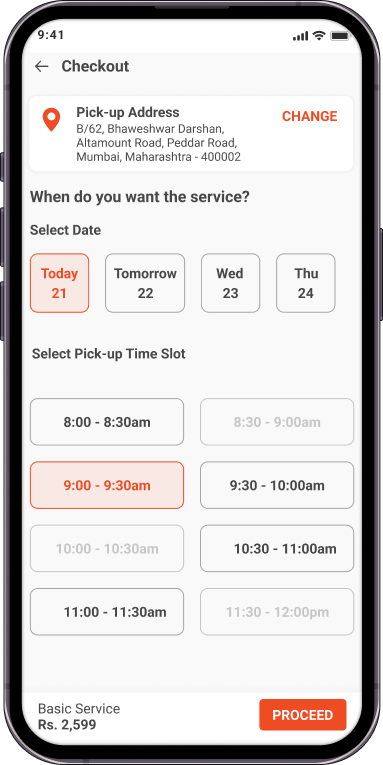 9:41
Checkout
Pick-up Address
CHANGE
B/62, Bhaweshwar Darshan,
Altamount Road, Peddar Road,
Mumbai, Maharashtra - 400002
When do you want the service?
Select Date
Today Tomorrow Wed Thu
21 22 23 24
Select Pick-up Time Slot
8:00 - 8:30am 8:30 - 9:00am
9:00 - 9:30am 9:30 - 10:00am
10:00 - 10:30am 10:30 - 11:00am
11:00 - 11:30am 11:30 - 12:00pm
Basic Service
Rs. 2,599
PROCEED